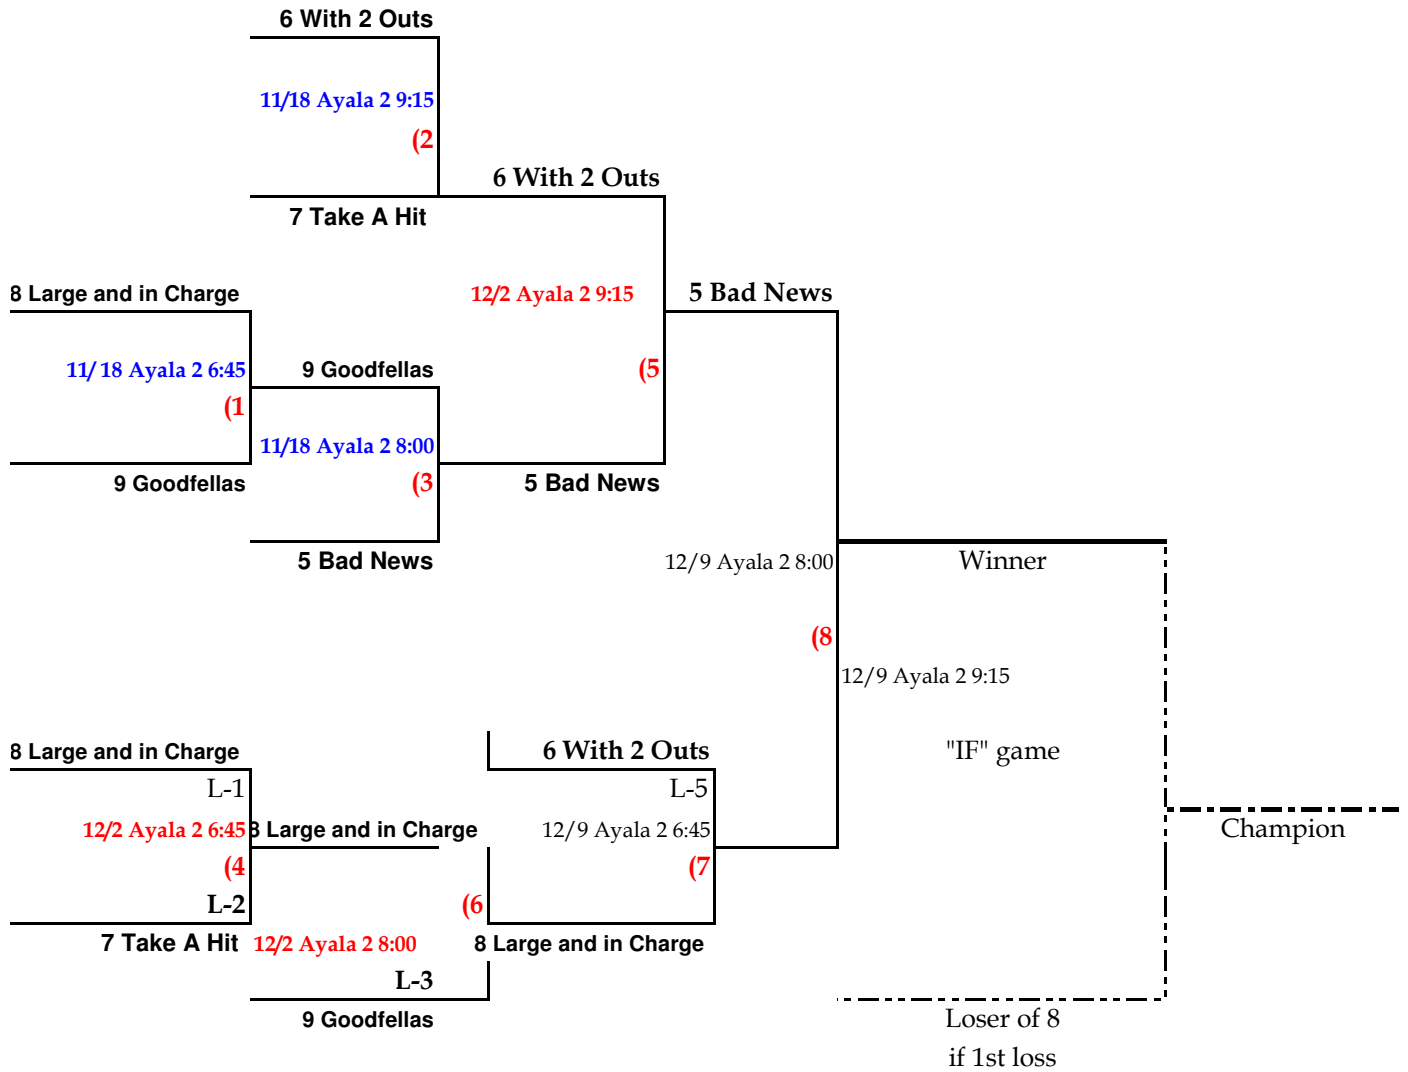 6 With 2 Outs
11/18 Ayala 2 9:15
(2
6 With 2 Outs
7 Take A Hit
8 Large and in Charge
12/2 Ayala 2 9:15
5 Bad News
11/ 18 Ayala 2 6:45
9 Goodfellas
(5
(1
11/18 Ayala 2 8:00
9 Goodfellas
(3
5 Bad News
5 Bad News
12/9 Ayala 2 8:00
Winner
(8
12/9 Ayala 2 9:15
8 Large and in Charge
6 With 2 Outs
"IF" game
L-1
L-5
12/2 Ayala 2 6:45
8 Large and in Charge
12/9 Ayala 2 6:45
Champion
(4
(7
L-2
(6
7 Take A Hit
12/2 Ayala 2 8:00
8 Large and in Charge
L-3
9 Goodfellas
Loser of 8
if 1st loss